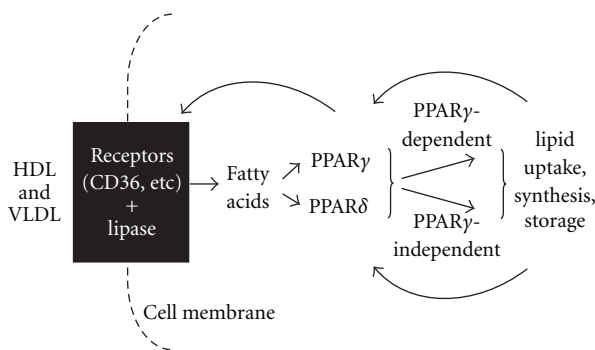 HDL
and
VLDL
Receptors
(CD36, etc)
+
lipase
Fatty
acids
PPARγ
PPARδ
PPARγ-
dependent
PPARγ-
independent
lipid
uptake,
synthesis,
storage
Cell membrane